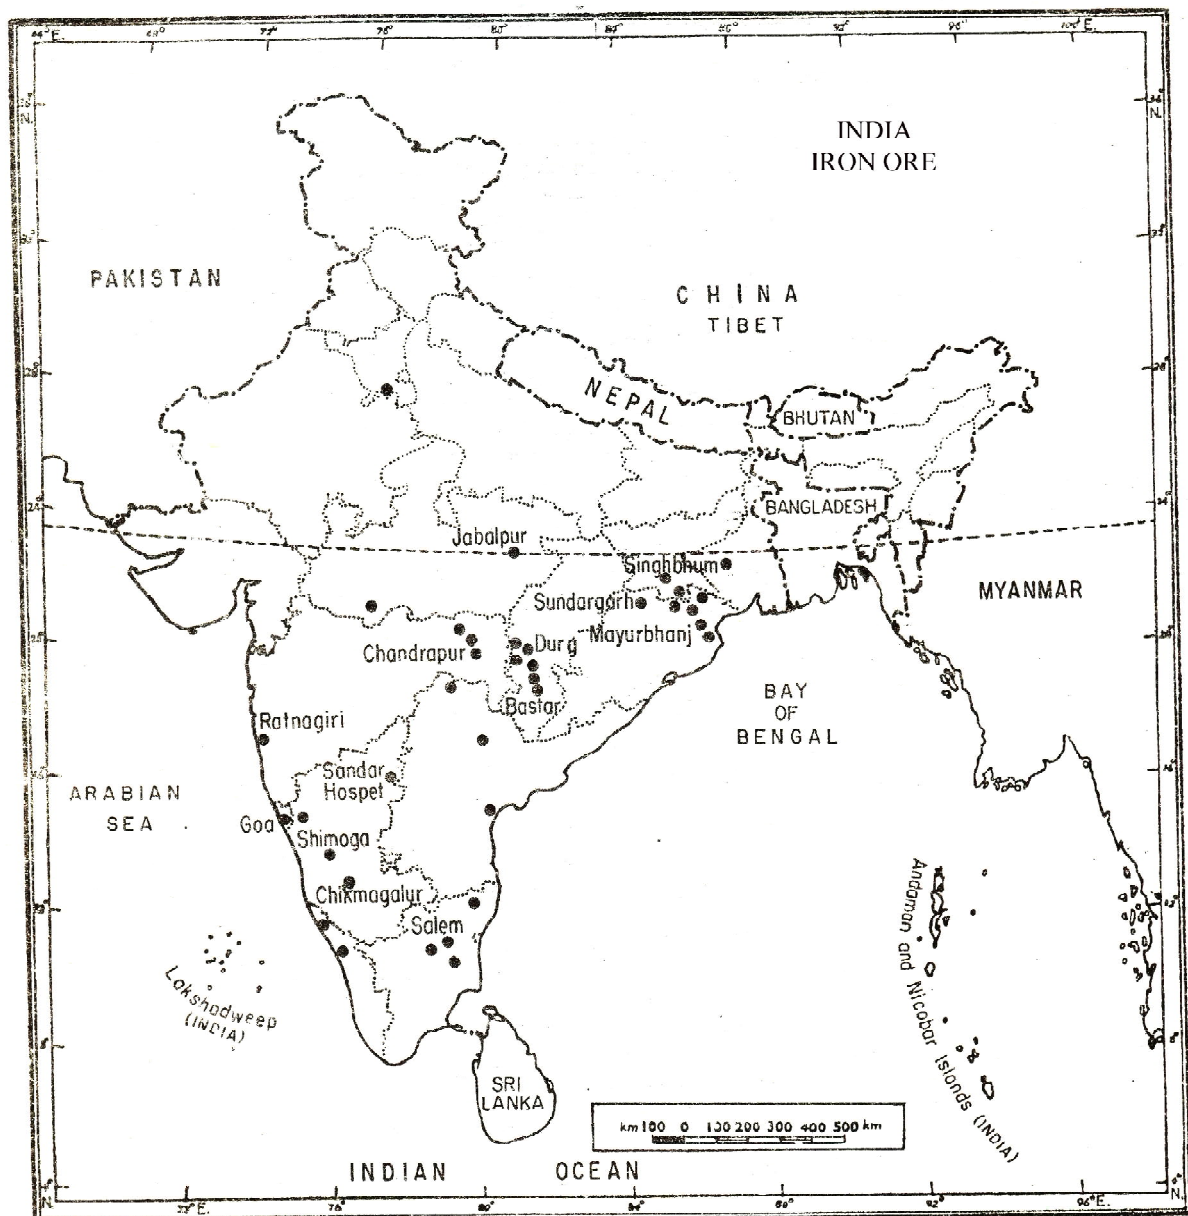 INDIA
IRON ORE
PAKISTAN
CHINA
TIBET
NEPAL
BHUTAN
BANGLADESH
MYANMAR
Jabalpur
Singhbhum
Sundargarh
Mayurbhanj
Durg
Chandrapur
Bastar
BAY
OF
BENGAL
Ratnagiri
Sandar
Hospet
ARABIAN
SEA
Goa
Shimoga
Chikmagalur
Salem
Lakshadweep
(INDIA)
Andaman and Nicobar Islands (INDIA)
SRI
LANKA
km 100 0 100 200 300 400 500 km
INDIAN OCEAN